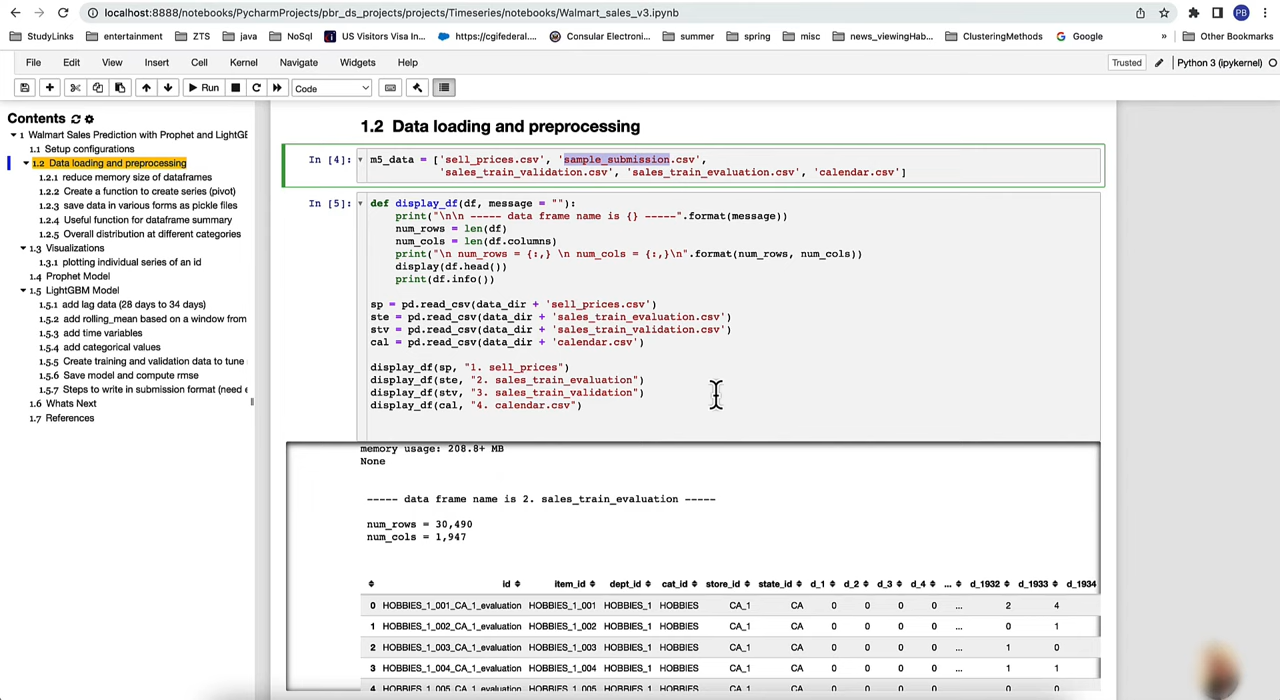 localhost:8888/notebooks/PycharmProjects/pbr_ds_projects/projects/Timeseries/notebooks/Walmart_sales_v3.ipynb PB
StudyLinks entertainment ZTS java NoSql US Visitors Visa In... https://cgifederal.... Consular Electroni... summer spring misc news_viewingHab... ClusteringMethods Google » Other Bookmarks
File Edit View Insert Cell Kernel Navigate Widgets Help Trusted Python 3 (ipykernel)
Run Code
Contents
1 Walmart Sales Prediction with Prophet and LightGE
1.1 Setup configurations
1.2 Data loading and preprocessing
1.2.1 reduce memory size of dataframes
1.2.2 Create a function to create series (pivot)
1.2.3 save data in various forms as pickle files
1.2.4 Useful function for dataframe summary
1.2.5 Overall distribution at different categories
1.3 Visualizations
1.3.1 plotting individual series of an id
1.4 Prophet Model
1.5 LightGBM Model
1.5.1 add lag data (28 days to 34 days)
1.5.2 add rolling_mean based on a window from
1.5.3 add time variables
1.5.4 add categorical values
1.5.5 Create training and validation data to tune
1.5.6 Save model and compute rmse
1.5.7 Steps to write in submission format (need
1.6 Whats Next
1.7 References
1.2 Data loading and preprocessing
In [4]: m5_data = ['sell_prices.csv', 'sample_submission.csv',
'sales_train_validation.csv', 'sales_train_evaluation.csv', 'calendar.csv']
In [5]: def display_df(df, message = ""):
print("\n\n ----- data frame name is {} -----".format(message))
num_rows = len(df)
num_cols = len(df.columns)
print("\n num_rows = {:,} \n num_cols = {:,}\n".format(num_rows, num_cols))
display(df.head())
print(df.info())
sp = pd.read_csv(data_dir + 'sell_prices.csv')
ste = pd.read_csv(data_dir + 'sales_train_evaluation.csv')
stv = pd.read_csv(data_dir + 'sales_train_validation.csv')
cal = pd.read_csv(data_dir + 'calendar.csv')
display_df(sp, "1. sell_prices")
display_df(ste, "2. sales_train_evaluation")
display_df(stv, "3. sales_train_validation")
display_df(cal, "4. calendar.csv")
memory usage: 208.8+ MB
None
----- data frame name is 2. sales_train_evaluation -----
num_rows = 30,490
num_cols = 1,947
id item_id dept_id cat_id store_id state_id d_1 d_2 d_3 d_4 ... d_1932 d_1933 d_1934
0 HOBBIES_1_001_CA_1_evaluation HOBBIES_1_001 HOBBIES_1 HOBBIES CA_1 CA 0 0 0 0 ... 2 4
1 HOBBIES_1_002_CA_1_evaluation HOBBIES_1_002 HOBBIES_1 HOBBIES CA_1 CA 0 0 0 0 ... 0 1
2 HOBBIES_1_003_CA_1_evaluation HOBBIES_1_003 HOBBIES_1 HOBBIES CA_1 CA 0 0 0 0 ... 1 0
3 HOBBIES_1_004_CA_1_evaluation HOBBIES_1_004 HOBBIES_1 HOBBIES CA_1 CA 0 0 0 0 ... 1 1
4 HOBBIES_1_005_CA_1_evaluation HOBBIES_1_005 HOBBIES_1 HOBBIES CA_1 CA 0 0 0 0 ... 0 0